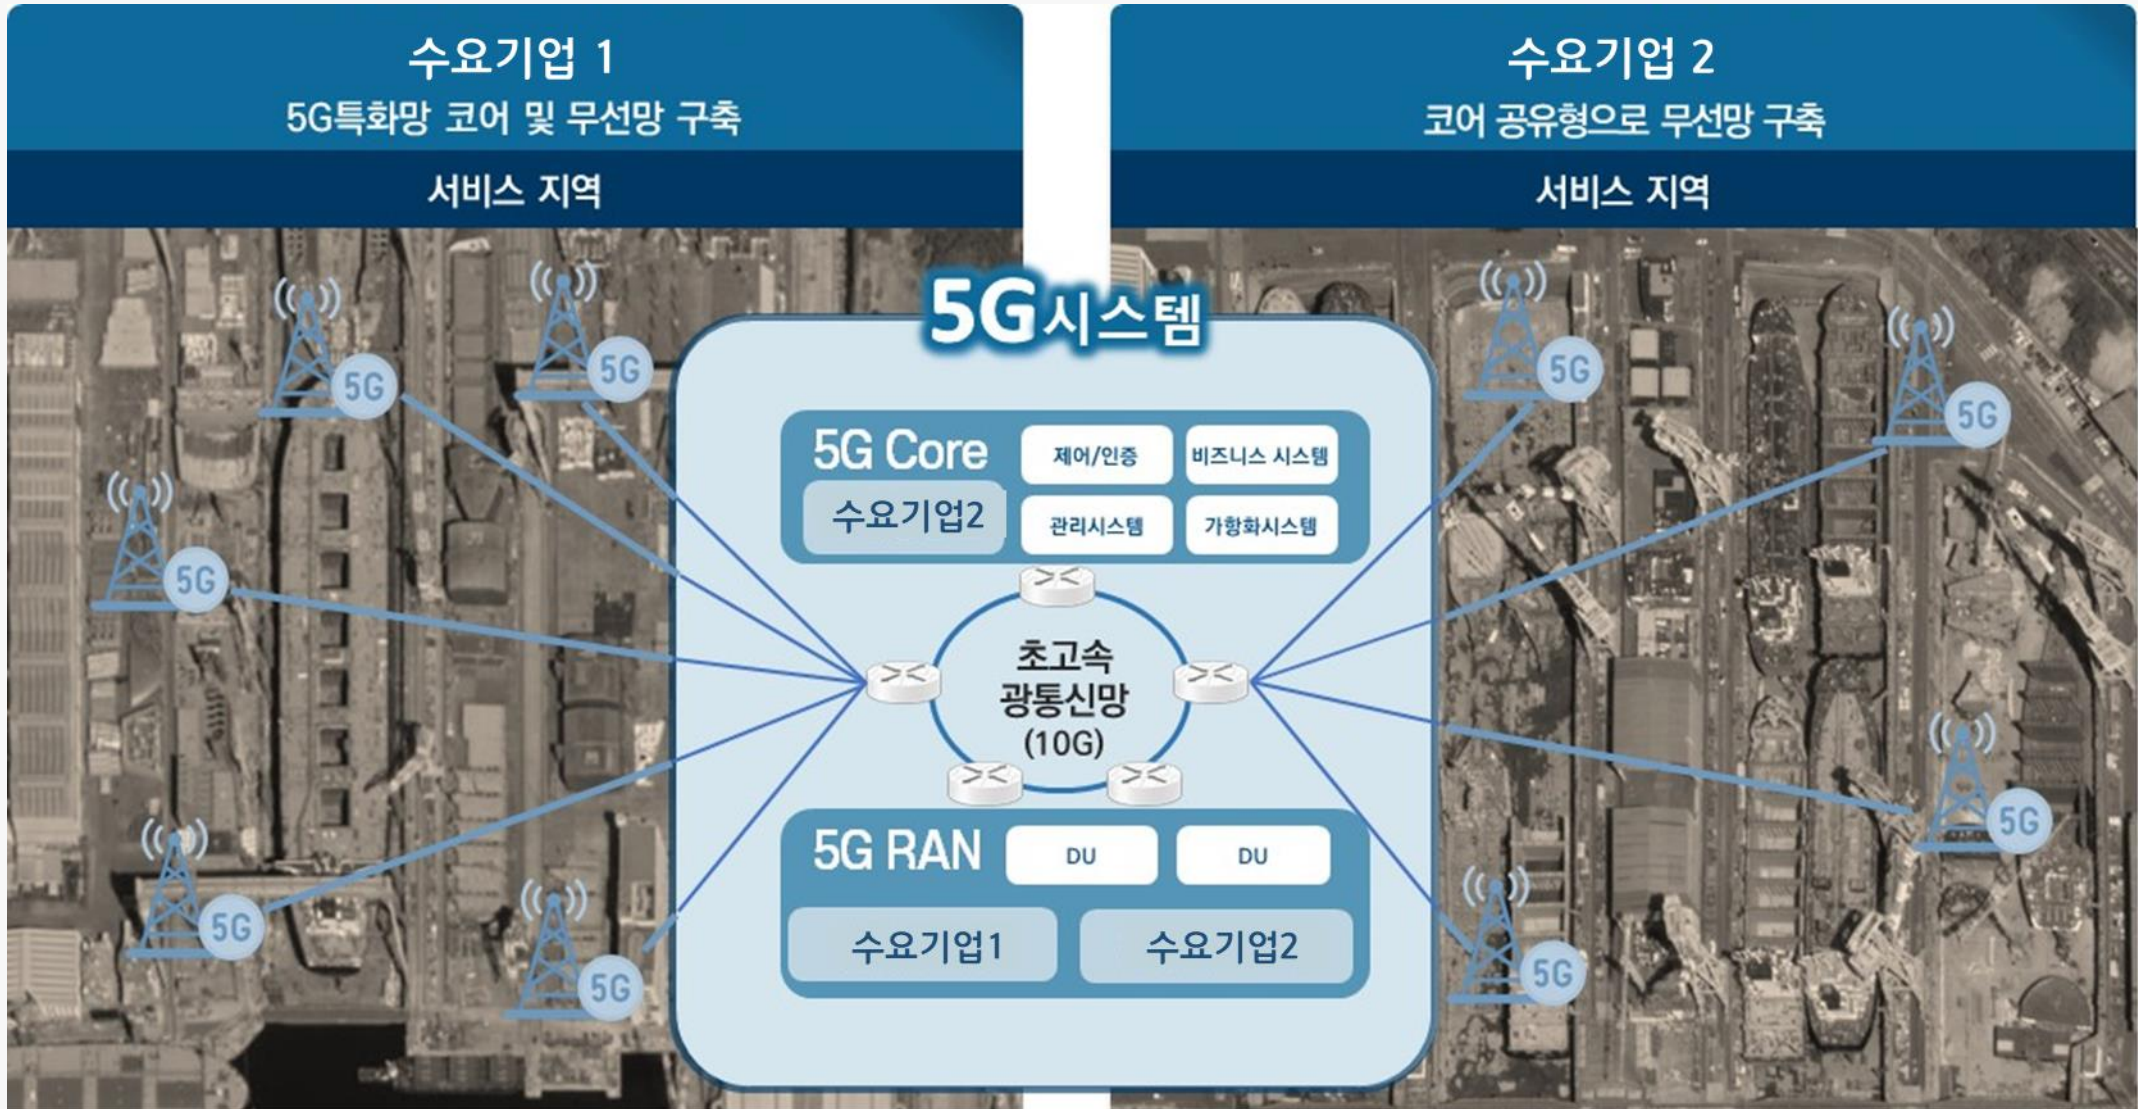 수요기업 1
5G특화망 코어 및 무선망 구축
서비스 지역
수요기업 2
코어 공유형으로 무선망 구축
서비스 지역
5G시스템
5G
5G
5G
5G
5G
5G Core
수요기업2
제어/인증
비즈니스 시스템
관리시스템
가항화시스템
초고속
광통신망
(10G)
5G RAN
DU
DU
수요기업1
수요기업2
5G
5G
5G
5G